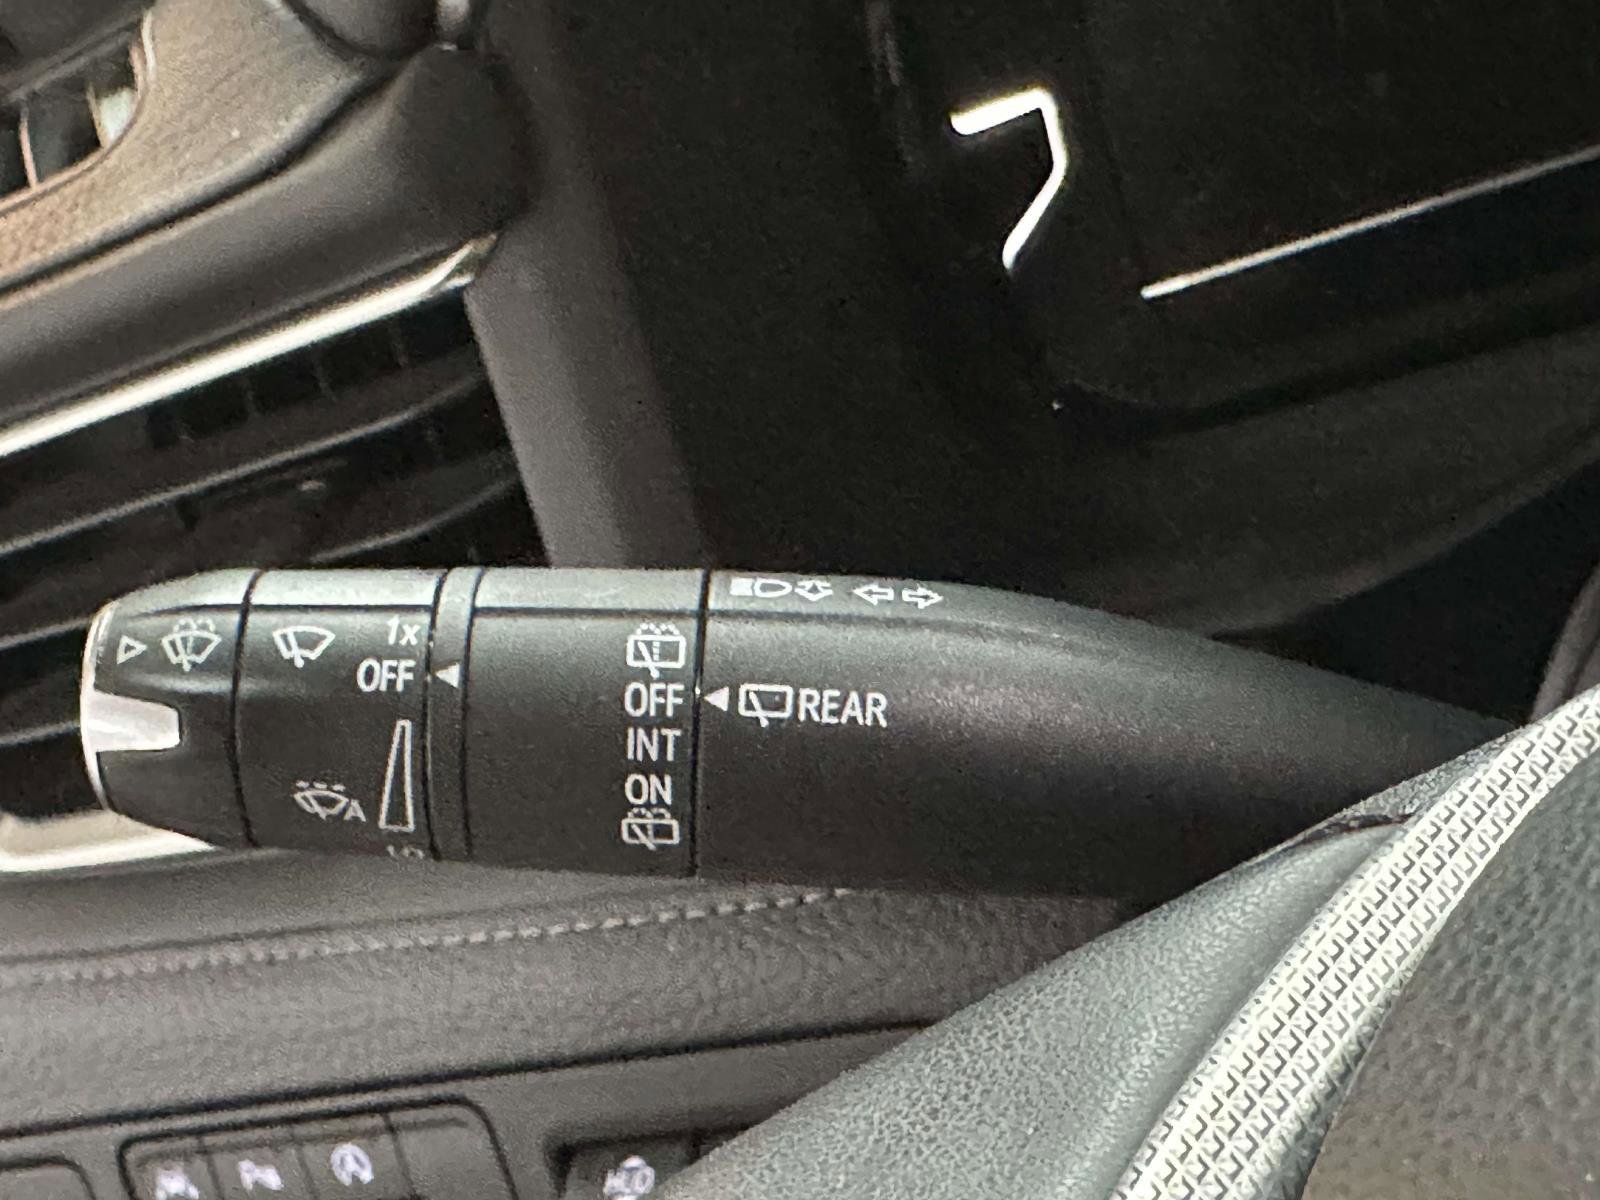 1x
OFF
OFF
INT
ON
REAR